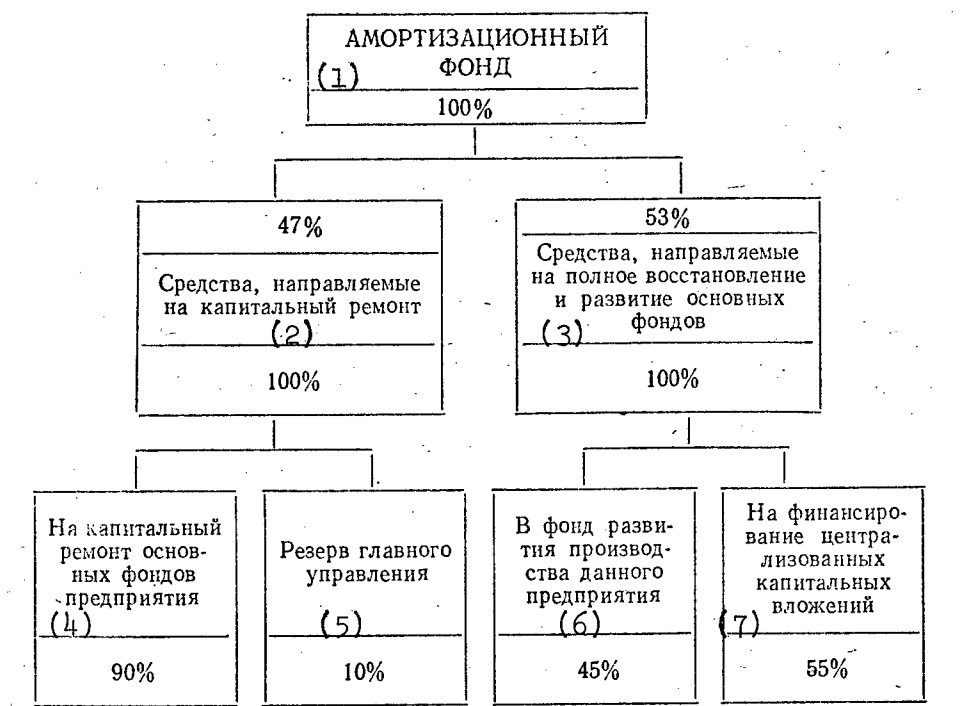 АМОРТИЗАЦИОННЫЙ
ФОНД
(1)
100%
47%
Средства, направляемые
на капитальный ремонт
(2)
100%
53%
Средства, направляемые
на полное восстановление
и развитие основных
фондов
(3)
100%
На капитальный
ремонт основ-
ных фондов
предприятия
(4)
90%
Резерв главного
управления
(5)
10%
В фонд разви-
тия производ-
ства данного
предприятия
(6)
45%
На финансиро-
вание центра-
лизованных
капитальных
вложений
(7)
55%